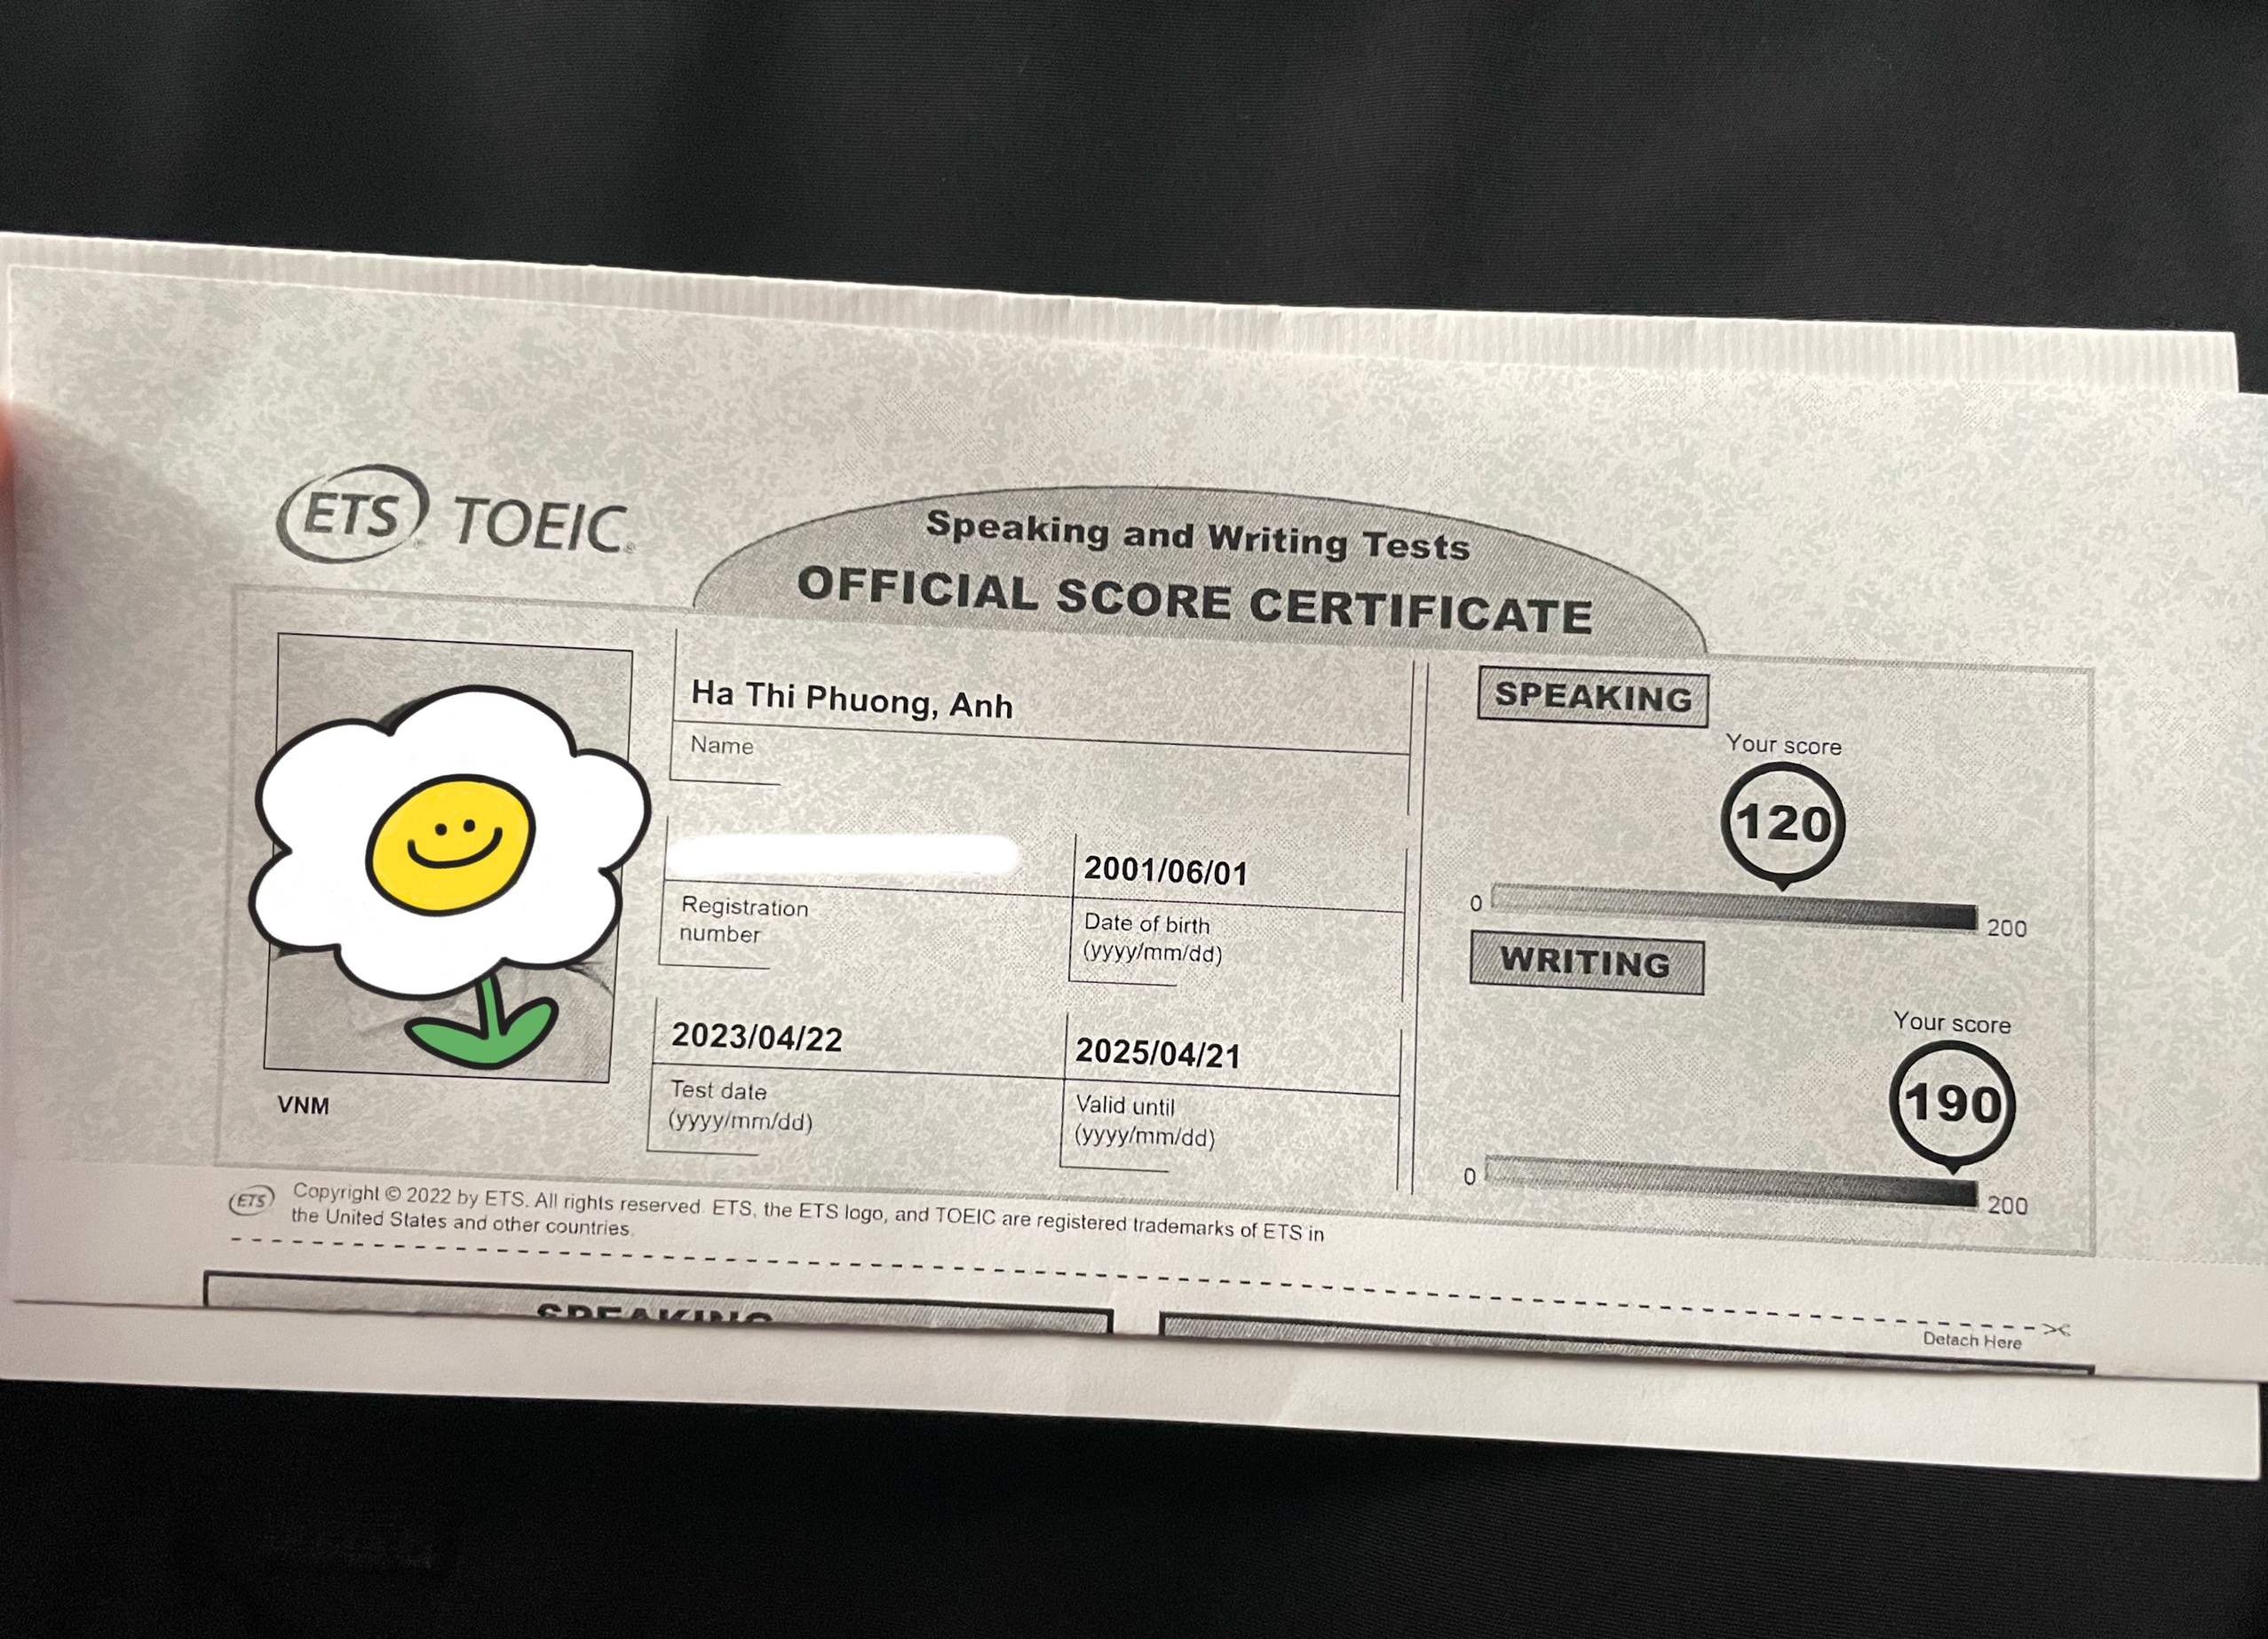 ETS TOEIC
Speaking and Writing Tests
OFFICIAL SCORE CERTIFICATE
Ha Thi Phuong, Anh
Name
Registration
number
2001/06/01
Date of birth
(yyyy/mm/dd)
2023/04/22
Test date
(yyyy/mm/dd)
2025/04/21
Valid until
(yyyy/mm/dd)
VNM
SPEAKING
Your score
120
0 200
WRITING
Your score
190
0 200
ETS Copyright © 2022 by ETS. All rights reserved. ETS, the ETS logo, and TOEIC are registered trademarks of ETS in
the United States and other countries.
Detach Here
SPEAKING